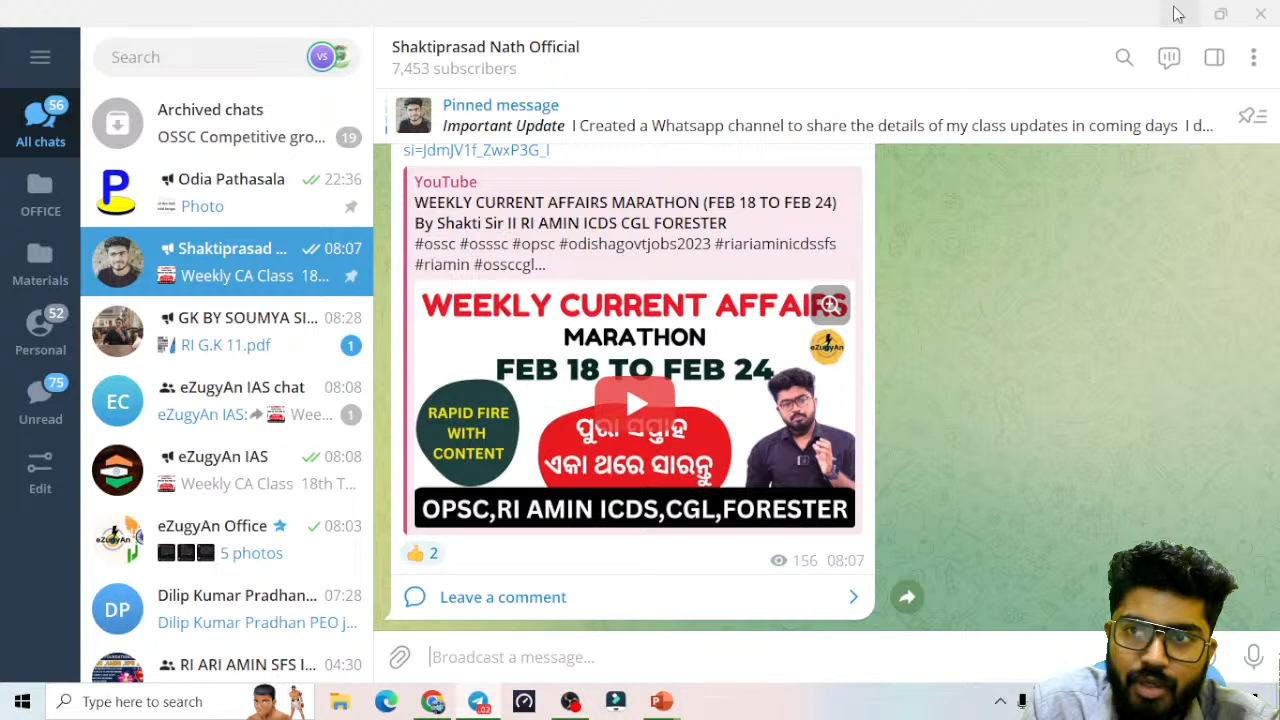 Search
VS
Shaktiprasad Nath Official
7,453 subscribers
Pinned message
Important Update I Created a Whatsapp channel to share the details of my class updates in coming days I d...
56
All chats
OFFICE
Materials
52
Personal
75
Unread
Edit
Archived chats
OSSC Competitive gro...
19
Odia Pathasala
22:36
Photo
Shaktiprasad ...
08:07
Weekly CA Class 18...
GK BY SOUMYA SI...
08:28
RI G.K 11.pdf
1
EC
eZugyAn IAS chat
08:08
eZugyAn IAS:
Wee...
1
eZugyAn IAS
08:08
Weekly CA Class 18th T...
eZugyAn Office
08:03
5 photos
DP
Dilip Kumar Pradhan...
07:28
Dilip Kumar Pradhan PEO j...
RI ARI AMIN SFS I...
04:30
si=JdmJV1f_ZwxP3G_I
YouTube
WEEKLY CURRENT AFFAIRS MARATHON (FEB 18 TO FEB 24)
By Shakti Sir II RI AMIN ICDS CGL FORESTER
#ossc #osssc #opsc #odishagovtjobs2023 #riariaminicdssfs
#riamin #ossccgl...
WEEKLY CURRENT AFFAIRS
MARATHON
FEB 18 TO FEB 24
eZugyAn
RAPID FIRE
WITH
CONTENT
ପୁରା ସପ୍ତାହ
ଏକା ଥରେ ସାରନ୍ତୁ
OPSC,RI AMIN ICDS,CGL,FORESTER
2
156 08:07
Leave a comment
Broadcast a message...
Type here to search